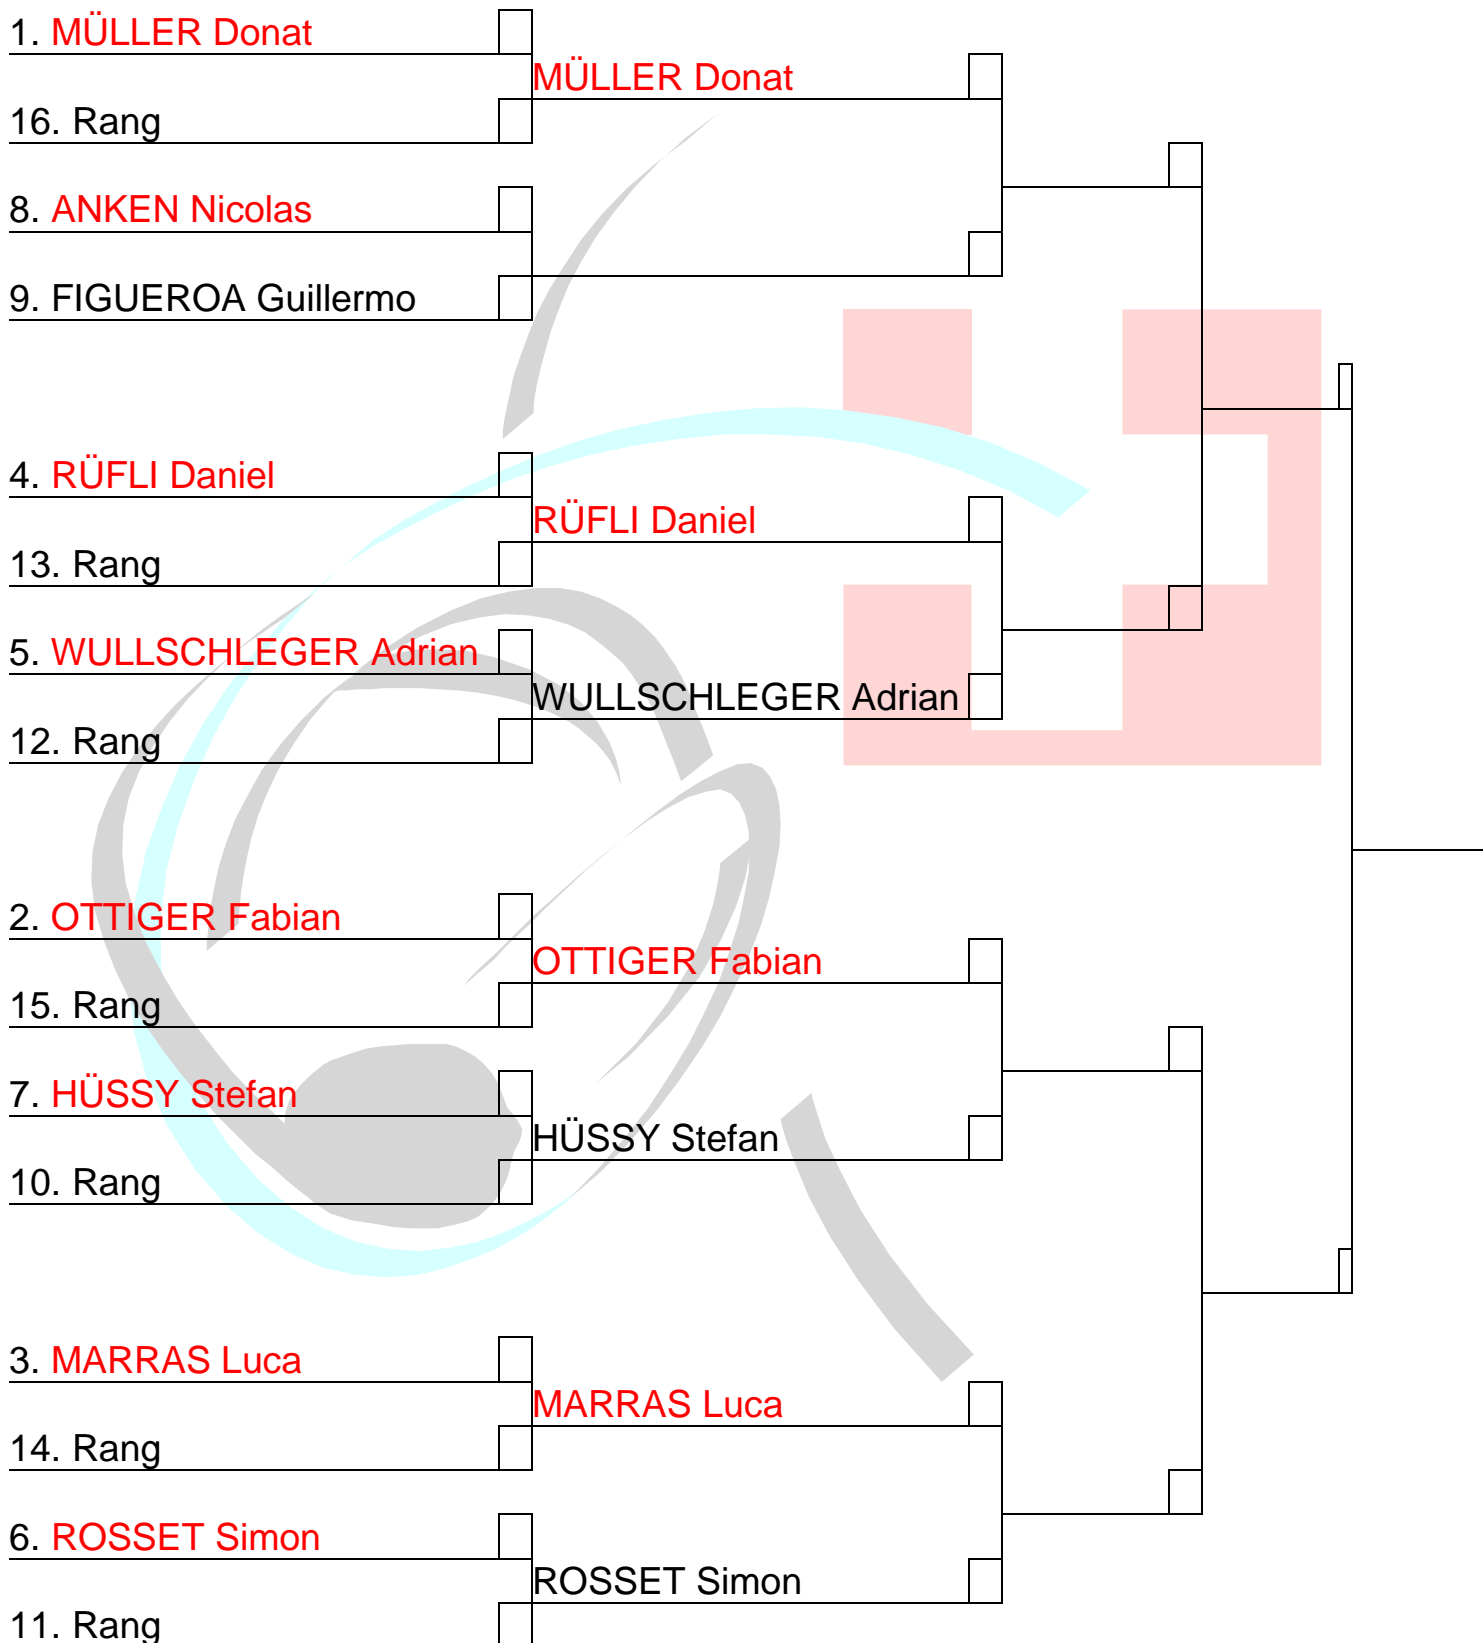 1. MÜLLER Donat
MÜLLER Donat
16. Rang
8. ANKEN Nicolas
9. FIGUEROA Guillermo
4. RÜFLI Daniel
RÜFLI Daniel
13. Rang
5. WULLSCHLEGER Adrian
WULLSCHLEGER Adrian
12. Rang
2. OTTIGER Fabian
OTTIGER Fabian
15. Rang
7. HÜSSY Stefan
HÜSSY Stefan
10. Rang
3. MARRAS Luca
MARRAS Luca
14. Rang
6. ROSSET Simon
ROSSET Simon
11. Rang